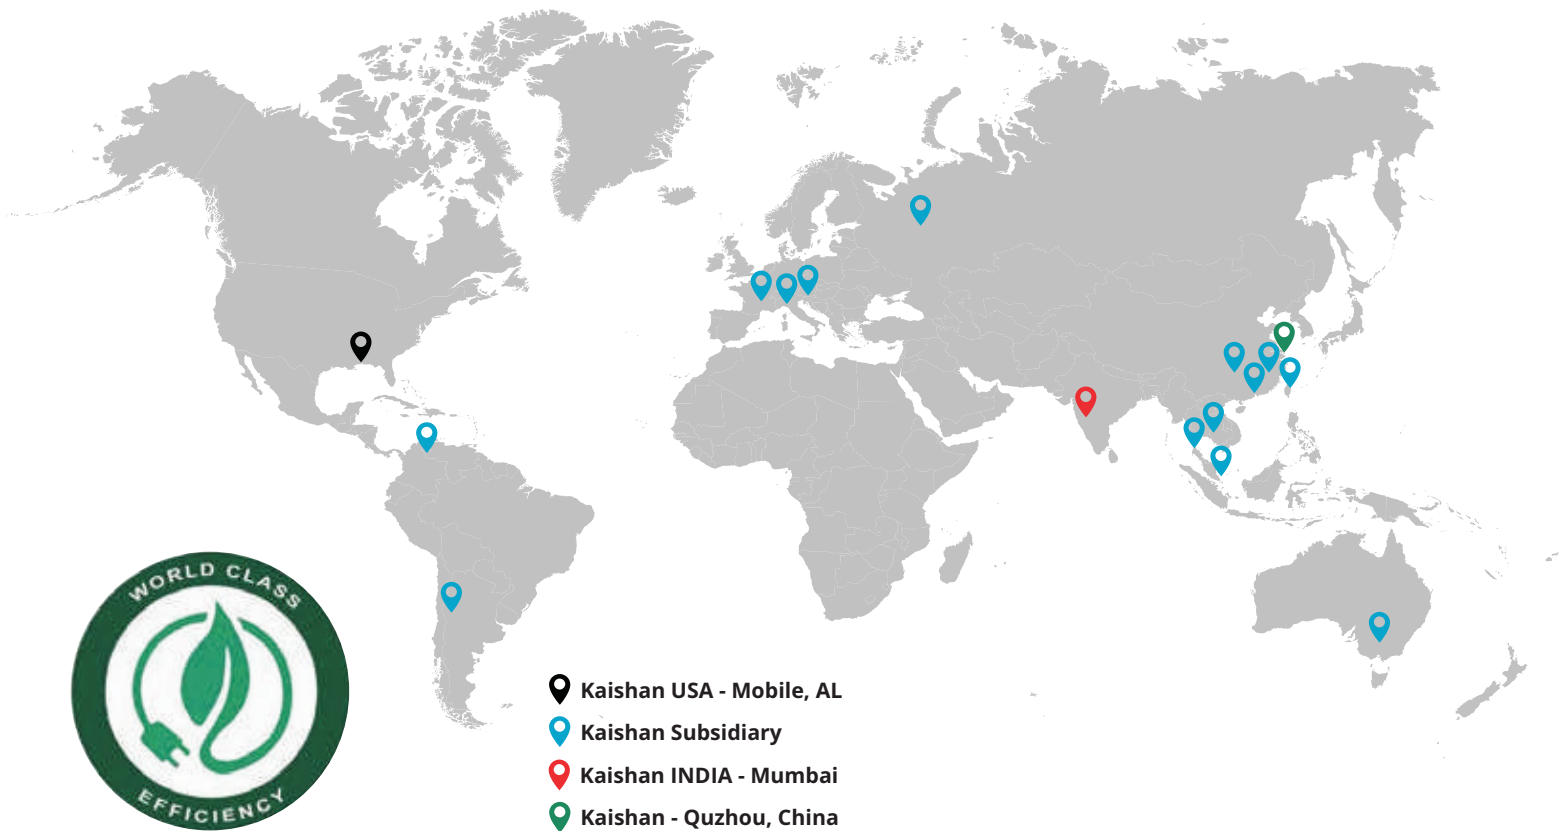 WORLD CLASS
EFFICIENCY
Kaishan USA - Mobile, AL
Kaishan Subsidiary
Kaishan INDIA - Mumbai
Kaishan - Quzhou, China